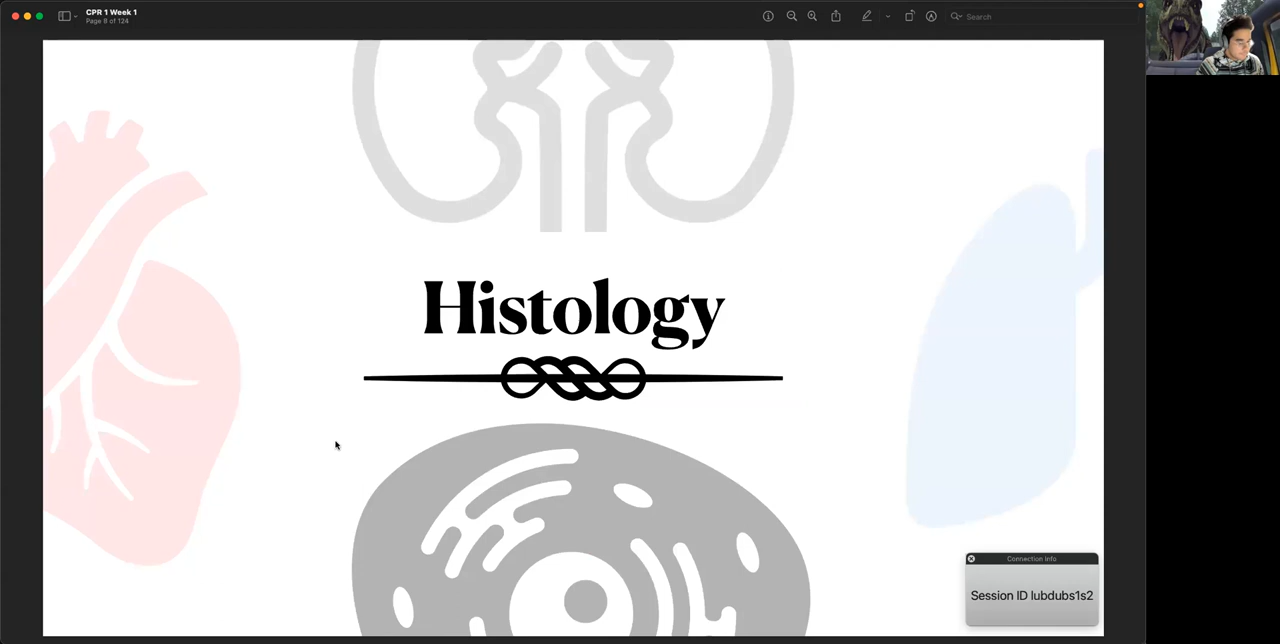 CPR 1 Week 1
Page 9 of 124
Search
Histology
Connection Info
Session ID lubdubs1s2